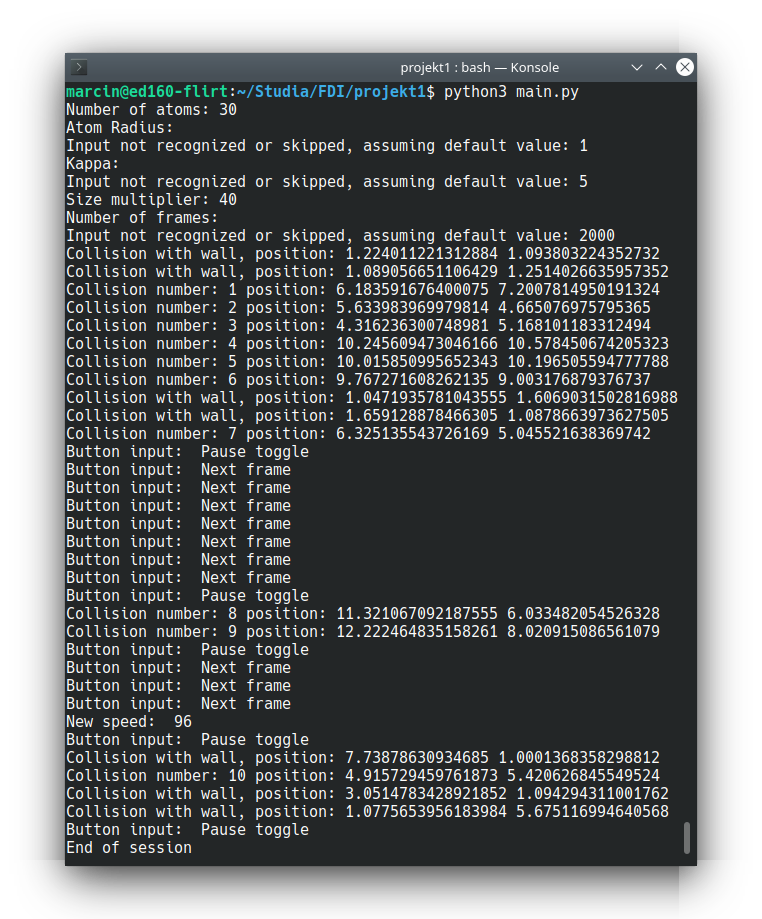 projekt1 : bash — Konsole
marcin@ed160-flirt:~/Studia/FDI/projekt1$ python3 main.py
Number of atoms: 30
Atom Radius:
Input not recognized or skipped, assuming default value: 1
Kappa:
Input not recognized or skipped, assuming default value: 5
Size multiplier: 40
Number of frames:
Input not recognized or skipped, assuming default value: 2000
Collision with wall, position: 1.224011221312884 1.093803224352732
Collision with wall, position: 1.089056651106429 1.2514026635957352
Collision number: 1 position: 6.183591676400075 7.2007814950191324
Collision number: 2 position: 5.633983969979814 4.665076975795365
Collision number: 3 position: 4.316236300748981 5.168101183312494
Collision number: 4 position: 10.245609473046166 10.578450674205323
Collision number: 5 position: 10.015850995652343 10.196505594777788
Collision number: 6 position: 9.767271608262135 9.003176879376737
Collision with wall, position: 1.0471935781043555 1.6069031502816988
Collision with wall, position: 1.659128878466305 1.0878663973627505
Collision number: 7 position: 6.325135543726169 5.045521638369742
Button input:  Pause toggle
Button input:  Next frame
Button input:  Next frame
Button input:  Next frame
Button input:  Next frame
Button input:  Next frame
Button input:  Next frame
Button input:  Next frame
Button input:  Pause toggle
Collision number: 8 position: 11.321067092187555 6.033482054526328
Collision number: 9 position: 12.222464835158261 8.020915086561079
Button input:  Pause toggle
Button input:  Next frame
Button input:  Next frame
Button input:  Next frame
New speed:  96
Button input:  Pause toggle
Collision with wall, position: 7.73878630934685 1.0001368358298812
Collision number: 10 position: 4.915729459761873 5.420626845549524
Collision with wall, position: 3.0514783428921852 1.094294311001762
Collision with wall, position: 1.0775653956183984 5.675116994640568
Button input:  Pause toggle
End of session